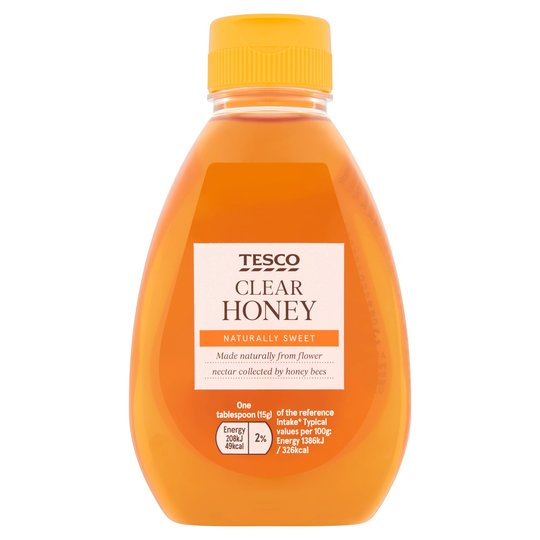 TESCO
CLEAR
HONEY
NATURALLY SWEET
Made naturally from flower
nectar collected by honey bees
One
tablespoon (15g)
Energy
208kJ
49kcal
2%
of the reference
intake* Typical
values per 100g:
Energy 1386kJ
/ 326kcal